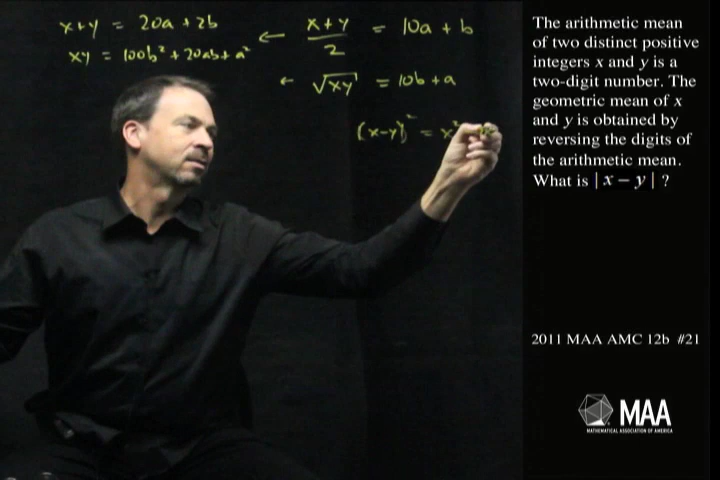 x+y = 20a + 2b
xy = 100b² + 20ab + a²
← x+y/2 = 10a + b
← √xy = 10b + a
(x-y)² = x²
The arithmetic mean
of two distinct positive
integers x and y is a
two-digit number. The
geometric mean of x
and y is obtained by
reversing the digits of
the arithmetic mean.
What is |x − y| ?
2011 MAA AMC 12b #21
MAA
MATHEMATICAL ASSOCIATION OF AMERICA